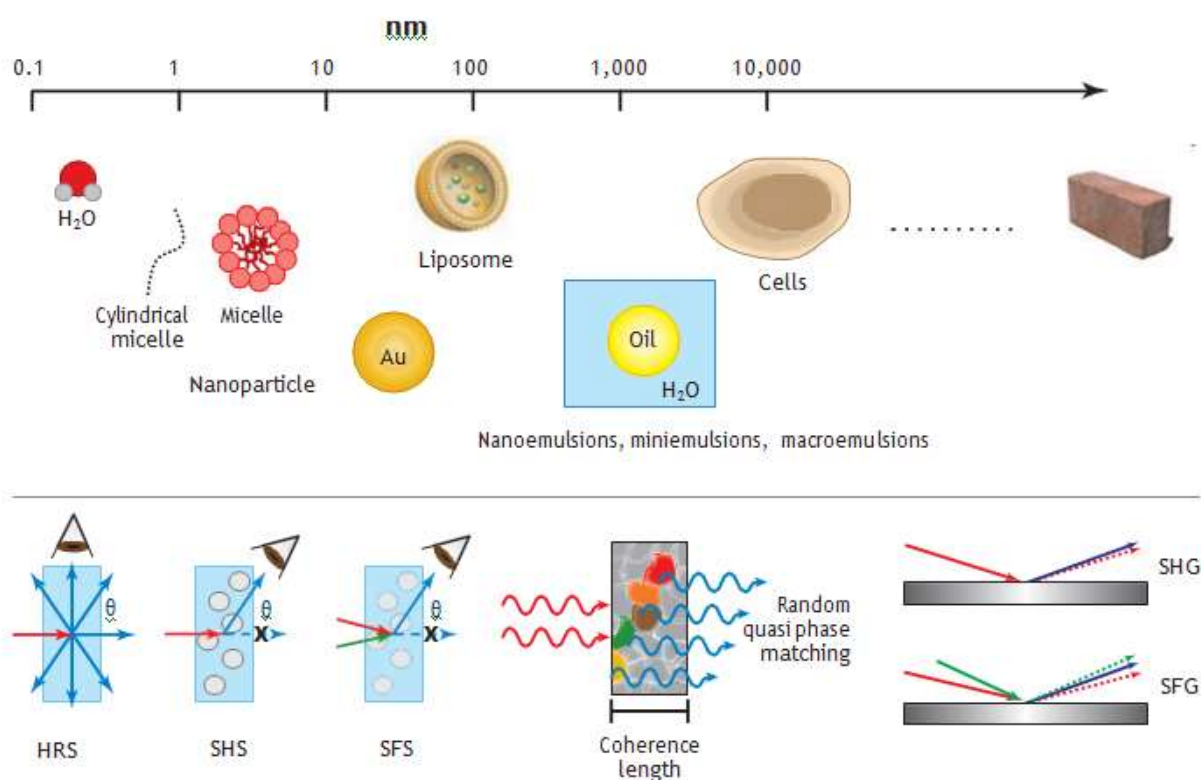 nm
0.1 1 10 100 1,000 10,000
H₂O
Cylindrical
micelle
Micelle
Nanoparticle
Au
Liposome
Oil
H₂O
Cells
Nanoemulsions, miniemulsions, macroemulsions
θ
HRS
θ
x
SHS
θ
x
SFS
Random
quasi phase
matching
Coherence
length
SHG
SFG